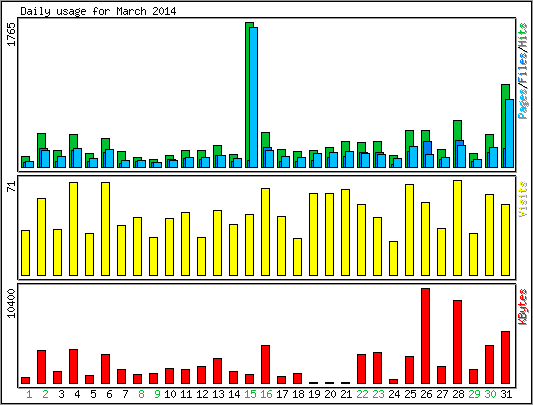 Daily usage for March 2014
1765
Pages/Files/Hits
71
Visits
10400
KBytes
1 2 3 4 5 6 7 8 9 10 11 12 13 14 15 16 17 18 19 20 21 22 23 24 25 26 27 28 29 30 31